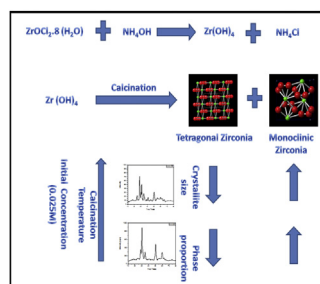 ZrOCl₂.8 (H₂O) + NH₄OH → Zr(OH)₄ + NH₄Cl
Zr (OH)₄
Calcination
+
Tetragonal Zirconia
Monoclinic
Zirconia
Calcination
Temperature
Initial Concentration
(0.025M)
Crystallite
size
Phase
proportion